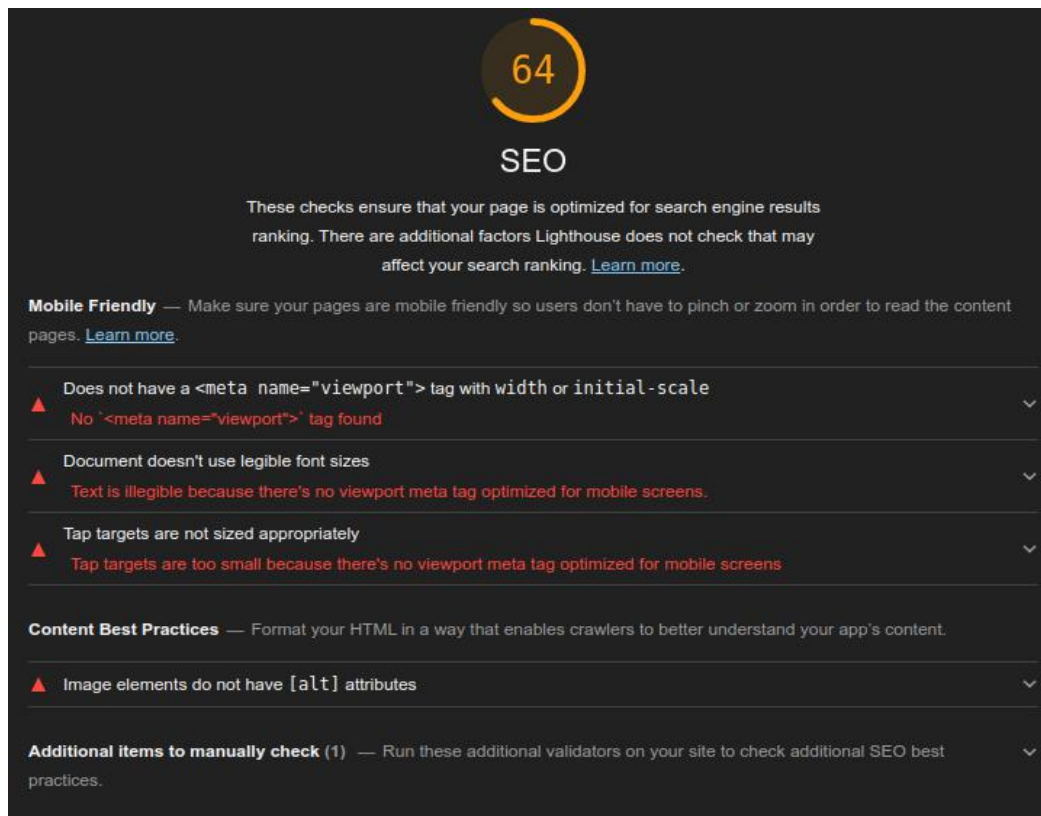 64
SEO
These checks ensure that your page is optimized for search engine results
ranking. There are additional factors Lighthouse does not check that may
affect your search ranking. Learn more.
Mobile Friendly — Make sure your pages are mobile friendly so users don’t have to pinch or zoom in order to read the content
pages. Learn more.
Does not have a <meta name="viewport"> tag with width or initial-scale
No `<meta name="viewport">` tag found
Document doesn't use legible font sizes
Text is illegible because there's no viewport meta tag optimized for mobile screens.
Tap targets are not sized appropriately
Tap targets are too small because there's no viewport meta tag optimized for mobile screens
Content Best Practices — Format your HTML in a way that enables crawlers to better understand your app’s content.
Image elements do not have [alt] attributes
Additional items to manually check (1) — Run these additional validators on your site to check additional SEO best
practices.